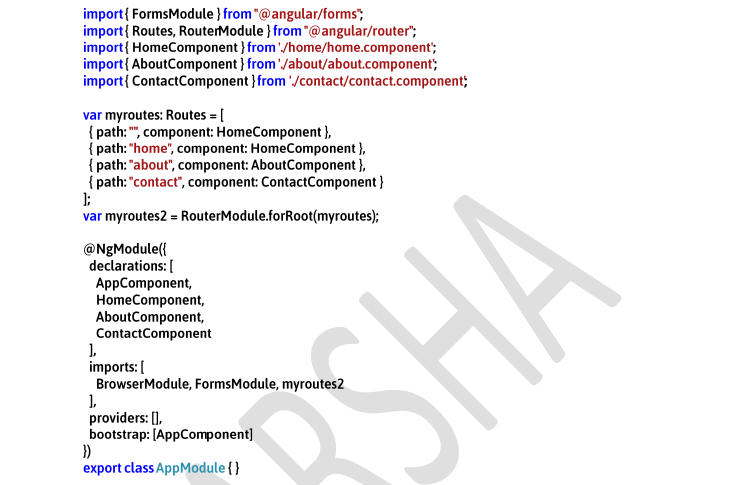 import { FormsModule } from "@angular/forms";
import { Routes, RouterModule } from "@angular/router";
import { HomeComponent } from './home/home.component';
import { AboutComponent } from './about/about.component';
import { ContactComponent } from './contact/contact.component';
var myroutes: Routes = [
{ path: "", component: HomeComponent },
{ path: "home", component: HomeComponent },
{ path: "about", component: AboutComponent },
{ path: "contact", component: ContactComponent }
];
var myroutes2 = RouterModule.forRoot(myroutes);
@NgModule({
declarations: [
AppComponent,
HomeComponent,
AboutComponent,
ContactComponent
],
imports: [
BrowserModule, FormsModule, myroutes2
],
providers: [],
bootstrap: [AppComponent]
})
export class AppModule { }